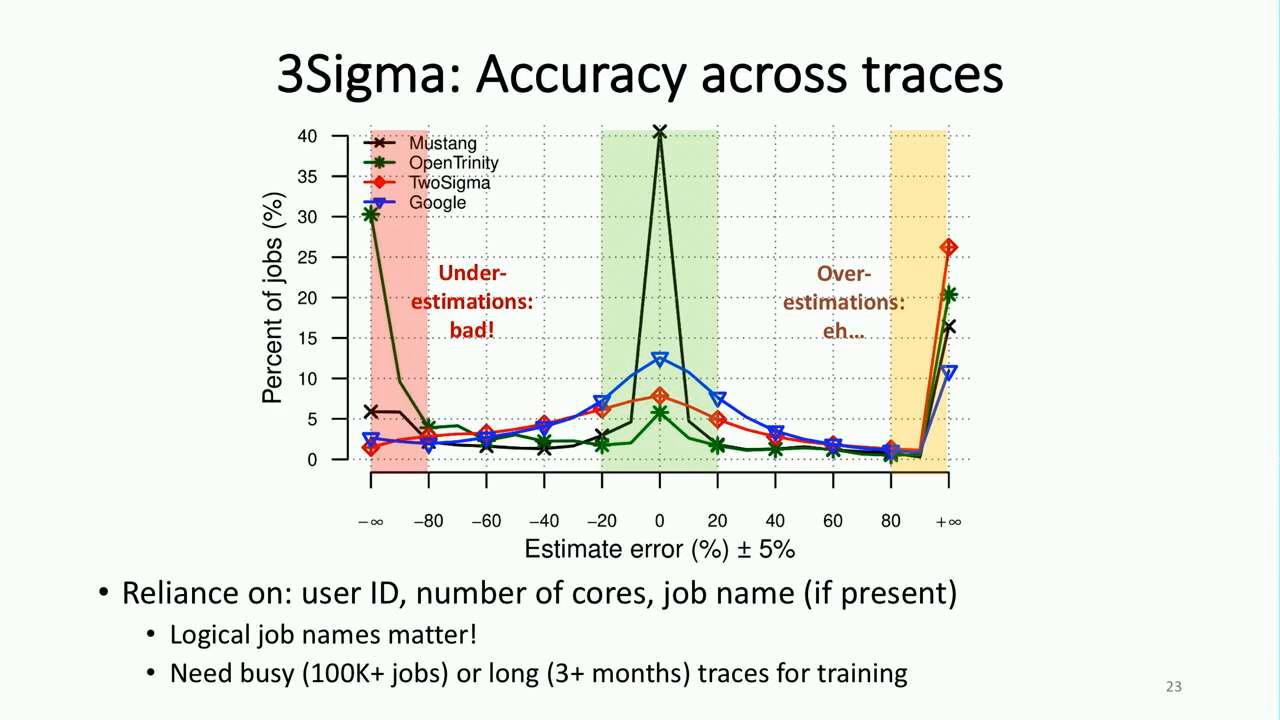 3Sigma: Accuracy across traces
Percent of jobs (%)
40
35
30
25
20
15
10
5
0
Mustang
OpenTrinity
TwoSigma
Google
Under-
estimations:
bad!
Over-
estimations:
eh...
−∞ −80 −60 −40 −20 0 20 40 60 80 +∞
Estimate error (%) ± 5%
• Reliance on: user ID, number of cores, job name (if present)
• Logical job names matter!
• Need busy (100K+ jobs) or long (3+ months) traces for training
23